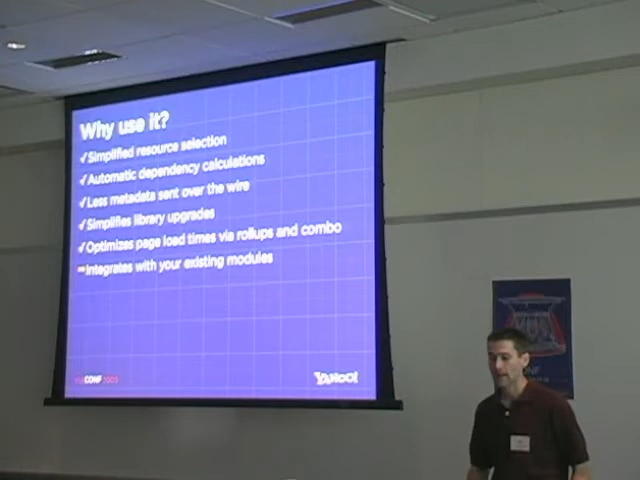 Why use it?
✓Simplified resource selection
✓Automatic dependency calculations
✓Less metadata sent over the wire
✓Simplifies library upgrades
✓Optimizes page load times via rollups and combo
Integrates with your existing modules
YUICONF2009
YAHOO!